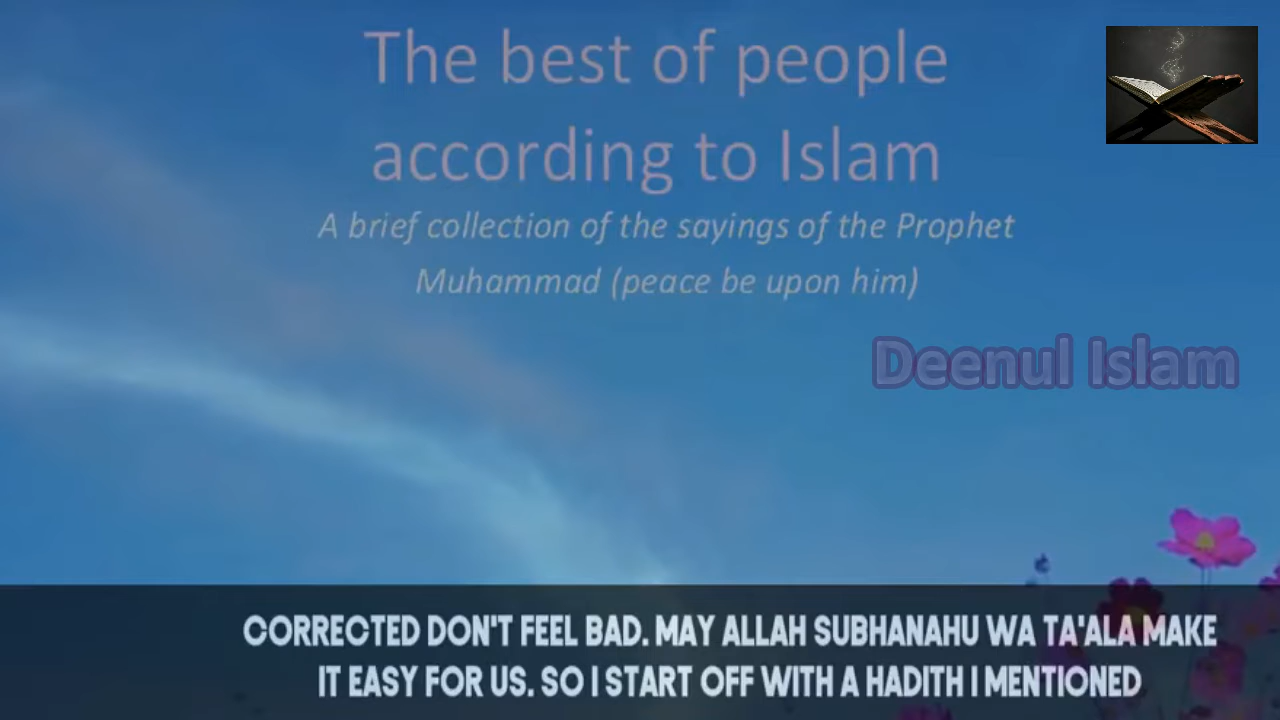 The best of people
according to Islam
A brief collection of the sayings of the Prophet
Muhammad (peace be upon him)
Deenul Islam
CORRECTED DON'T FEEL BAD. MAY ALLAH SUBHANAHU WA TA'ALA MAKE
IT EASY FOR US. SO I START OFF WITH A HADITH I MENTIONED